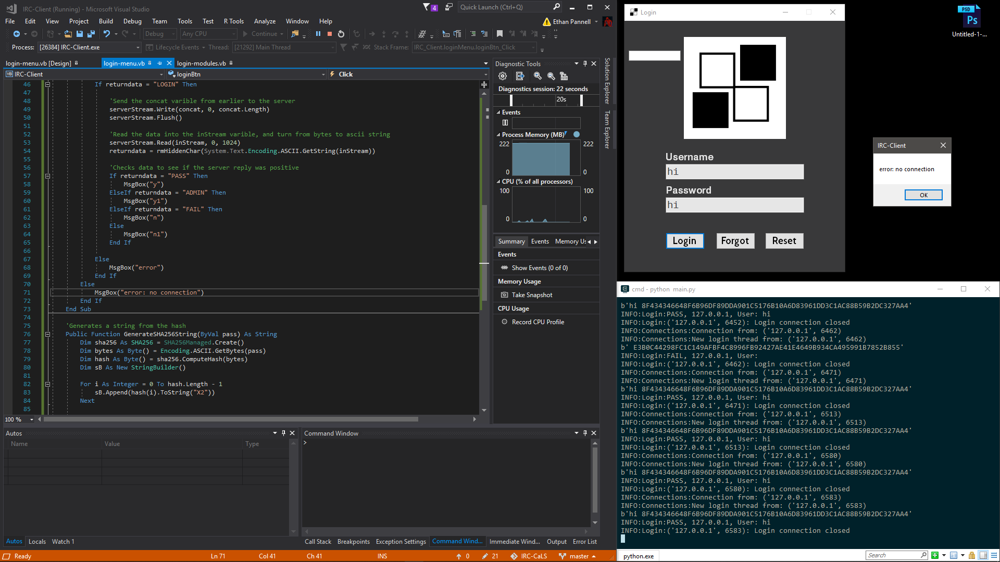 IRC-Client (Running) - Microsoft Visual Studio
4
Quick Launch (Ctrl+Q)
File Edit View Project Build Debug Team Tools Test R Tools Analyze Window Help
Ethan Pannell
Debug Any CPU Continue
Process: [26384] IRC-Client.exe Lifecycle Events Thread: [21292] Main Thread Stack Frame: IRC_Client.loginMenu.loginBtn_Click
login-menu.vb [Design] login-menu.vb login-modules.vb
IRC-Client loginBtn Click
46 If returndata = "LOGIN" Then
47
48 'Send the concat varible from earlier to the server
49 serverStream.Write(concat, 0, concat.Length)
50 serverStream.Flush()
51
52 'Read the data into the inStream varible, and turn from bytes to ascii string
53 serverStream.Read(inStream, 0, 1024)
54 returndata = rmHiddenChar(System.Text.Encoding.ASCII.GetString(inStream))
55
56 'Checks data to see if the server reply was positive
57 If returndata = "PASS" Then
58 MsgBox("y")
59 ElseIf returndata = "ADMIN" Then
60 MsgBox("y1")
61 ElseIf returndata = "FAIL" Then
62 MsgBox("n")
63 Else
64 MsgBox("n1")
65 End If
66
67 Else
68 MsgBox("error")
69 End If
70 Else
71 MsgBox("error: no connection")
72 End If
73 End Sub
74
75 'Generates a string from the hash
76 Public Function GenerateSHA256String(ByVal pass) As String
77 Dim sha256 As SHA256 = SHA256Managed.Create()
78 Dim bytes As Byte() = Encoding.ASCII.GetBytes(pass)
79 Dim hash As Byte() = sha256.ComputeHash(bytes)
80 Dim sB As New StringBuilder()
81
82 For i As Integer = 0 To hash.Length - 1
83 sB.Append(hash(i).ToString("X2"))
84 Next
85
100 %
Diagnostic Tools
Diagnostics session: 22 seconds
20s
Events
Process Memory (MB)
222 222
0 0
CPU (% of all processors)
100 100
0 0
Summary Events Memory Us
Events
Show Events (0 of 0)
Memory Usage
Take Snapshot
CPU Usage
Record CPU Profile
Solution Explorer
Team Explorer
Autos
Name Value Type
Autos Locals Watch 1
Command Window
>
Call Stack Breakpoints Exception Settings Command Wind... Immediate Wind... Output Error List
Ready Ln 71 Col 41 Ch 41 INS 0 21 IRC-CaLS master
Login
Username
hi
Password
hi
Login Forgot Reset
PSD
Ps
Untitled-1-...
IRC-Client
error: no connection
OK
cmd - python main.py
b'hi 8F434346648F6B96DF89DDA901C5176B10A6D83961DD3C1AC88B59B2DC327AA4'
INFO:Login:PASS, 127.0.0.1, User: hi
INFO:Login:('127.0.0.1', 6452): Login connection closed
INFO:Connections:Connection from: ('127.0.0.1', 6462)
INFO:Connections:New login thread from: ('127.0.0.1', 6462)
b' E3B0C44298FC1C149AFBF4C8996FB92427AE41E4649B934CA495991B7852B855'
INFO:Login:FAIL, 127.0.0.1, User:
INFO:Login:('127.0.0.1', 6462): Login connection closed
INFO:Connections:Connection from: ('127.0.0.1', 6471)
INFO:Connections:New login thread from: ('127.0.0.1', 6471)
b'hi 8F434346648F6B96DF89DDA901C5176B10A6D83961DD3C1AC88B59B2DC327AA4'
INFO:Login:PASS, 127.0.0.1, User: hi
INFO:Login:('127.0.0.1', 6471): Login connection closed
INFO:Connections:Connection from: ('127.0.0.1', 6513)
INFO:Connections:New login thread from: ('127.0.0.1', 6513)
b'hi 8F434346648F6B96DF89DDA901C5176B10A6D83961DD3C1AC88B59B2DC327AA4'
INFO:Login:PASS, 127.0.0.1, User: hi
INFO:Login:('127.0.0.1', 6513): Login connection closed
INFO:Connections:Connection from: ('127.0.0.1', 6580)
INFO:Connections:New login thread from: ('127.0.0.1', 6580)
b'hi 8F434346648F6B96DF89DDA901C5176B10A6D83961DD3C1AC88B59B2DC327AA4'
INFO:Login:PASS, 127.0.0.1, User: hi
INFO:Login:('127.0.0.1', 6580): Login connection closed
INFO:Connections:Connection from: ('127.0.0.1', 6583)
INFO:Connections:New login thread from: ('127.0.0.1', 6583)
b'hi 8F434346648F6B96DF89DDA901C5176B10A6D83961DD3C1AC88B59B2DC327AA4'
INFO:Login:PASS, 127.0.0.1, User: hi
INFO:Login:('127.0.0.1', 6583): Login connection closed
python.exe Search